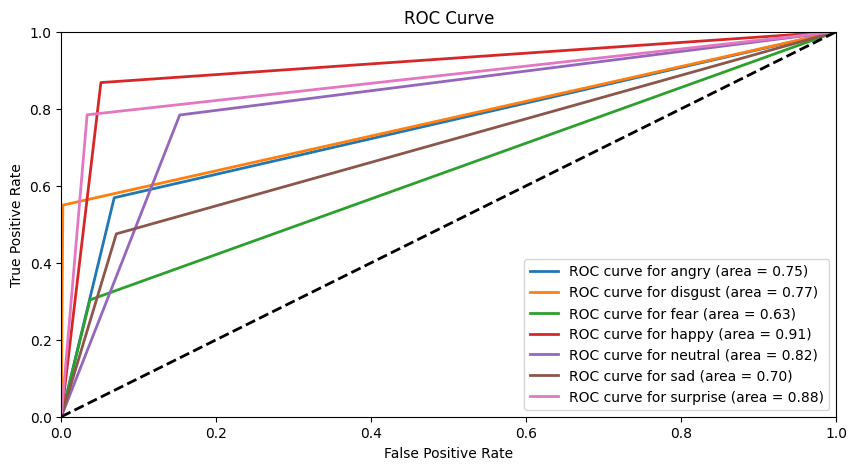 ROC Curve
True Positive Rate
1.0
0.8
0.6
0.4
0.2
0.0
ROC curve for angry (area = 0.75)
ROC curve for disgust (area = 0.77)
ROC curve for fear (area = 0.63)
ROC curve for happy (area = 0.91)
ROC curve for neutral (area = 0.82)
ROC curve for sad (area = 0.70)
ROC curve for surprise (area = 0.88)
0.0 0.2 0.4 0.6 0.8 1.0
False Positive Rate